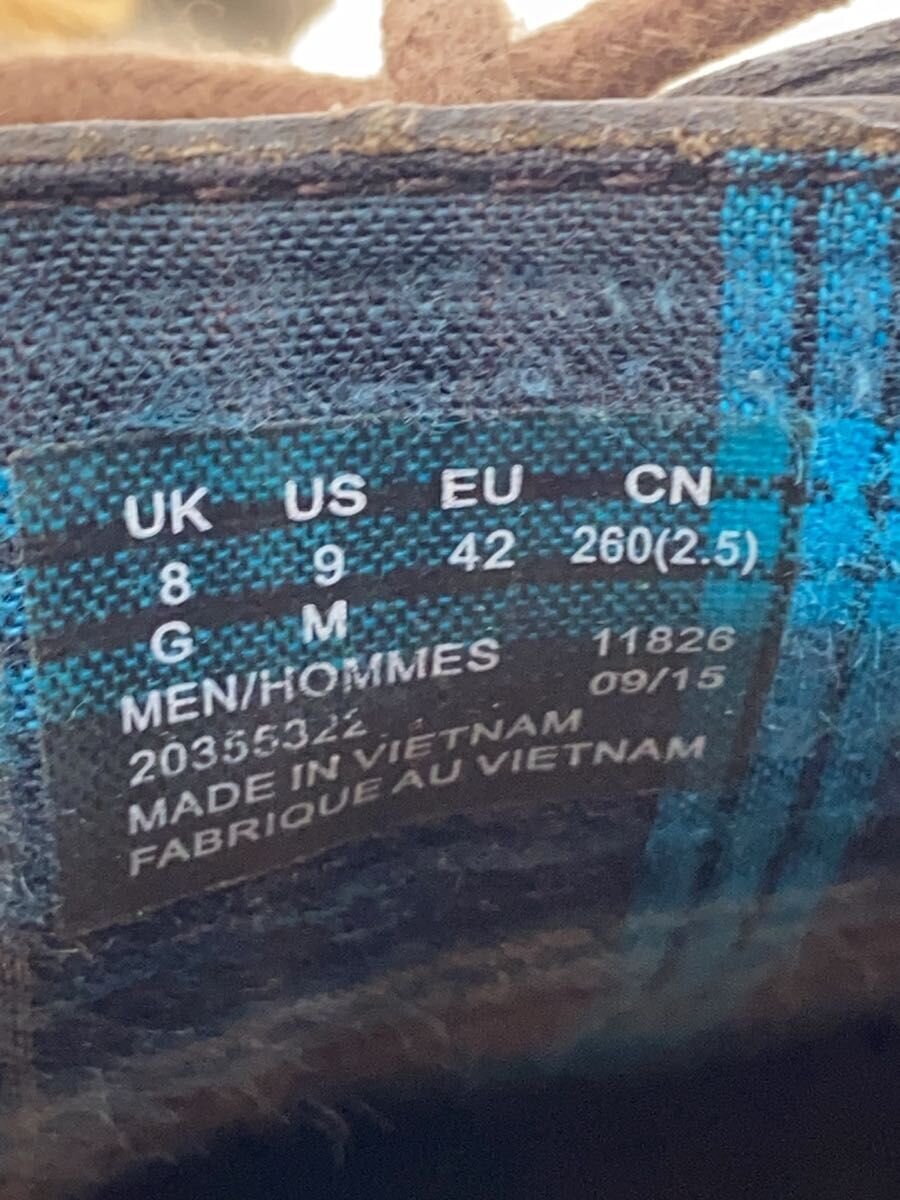 UK US EU CN
8 9 42 260(2.5)
G M
MEN/HOMMES 11826
20355322 09/15
MADE IN VIETNAM
FABRIQUE AU VIETNAM